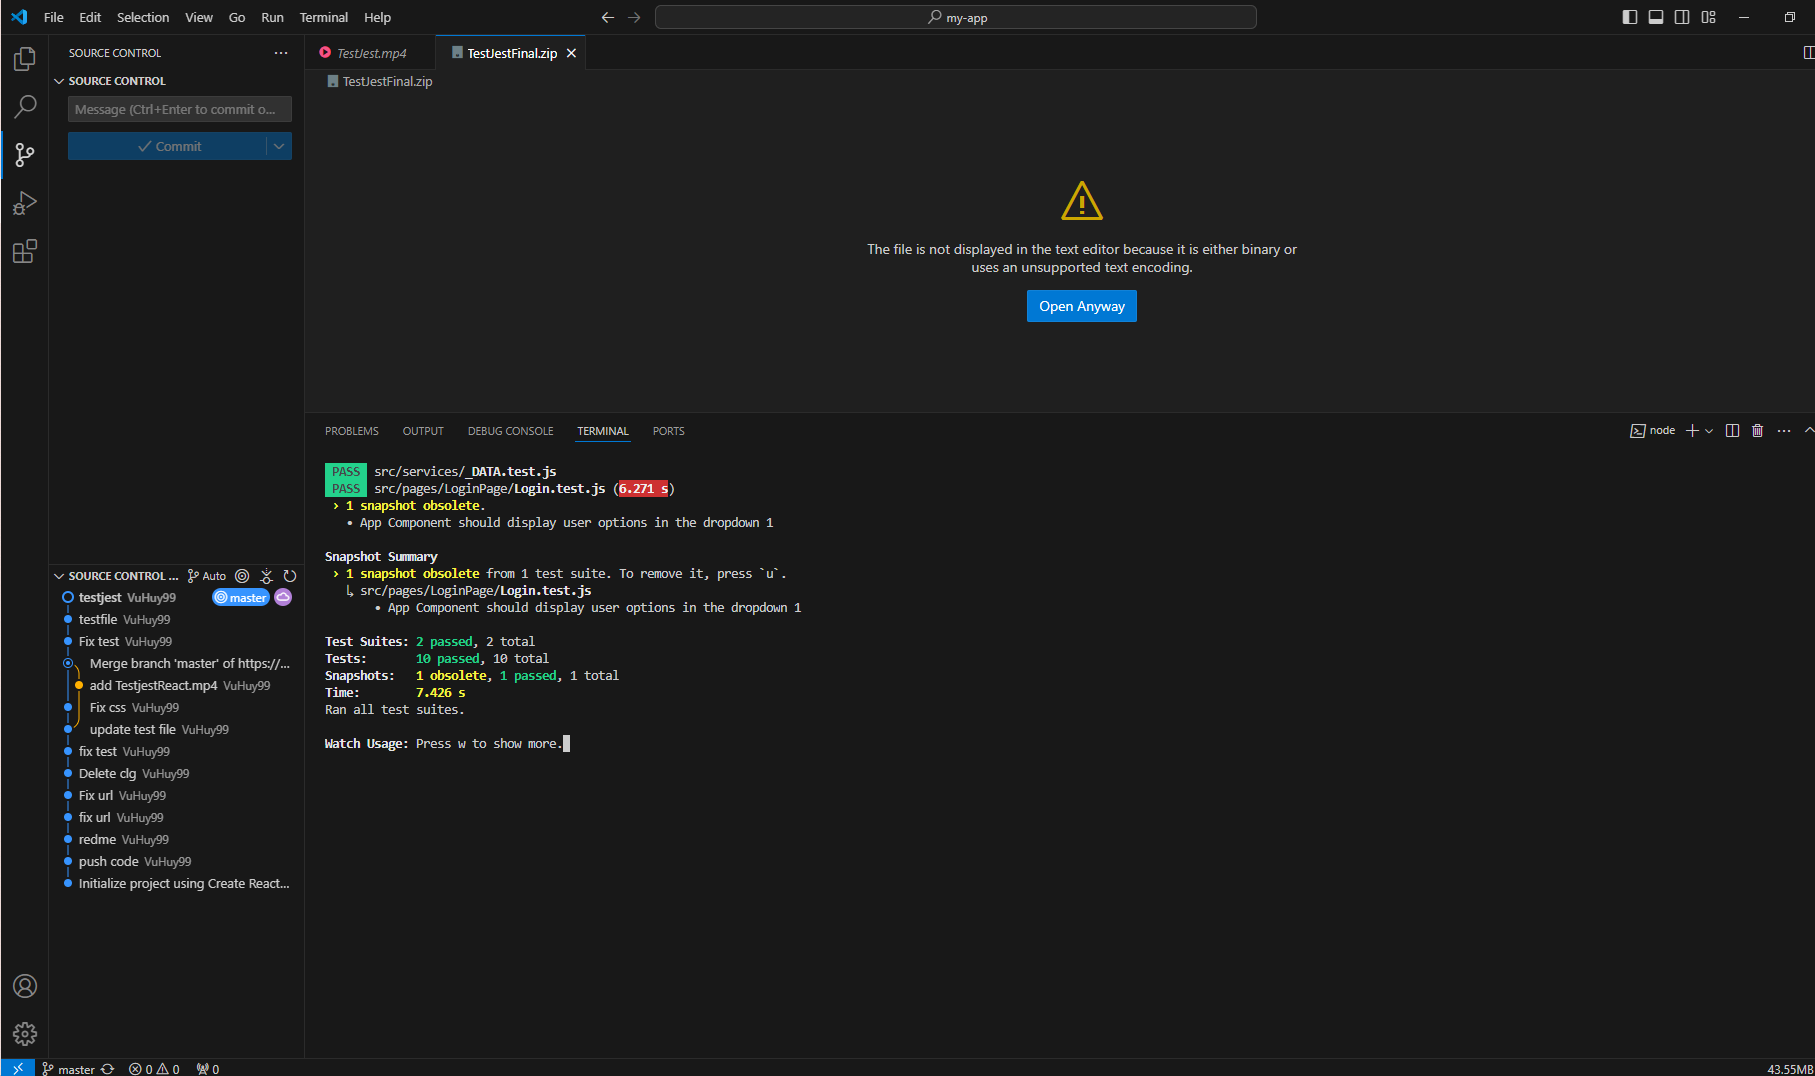 File Edit Selection View Go Run Terminal Help
my-app
SOURCE CONTROL
SOURCE CONTROL
Message (Ctrl+Enter to commit o...
Commit
TestJest.mp4
TestJestFinal.zip
TestJestFinal.zip
The file is not displayed in the text editor because it is either binary or
uses an unsupported text encoding.
Open Anyway
PROBLEMS OUTPUT DEBUG CONSOLE TERMINAL PORTS
node
PASS src/services/_DATA.test.js
PASS src/pages/LoginPage/Login.test.js (6.271 s)
› 1 snapshot obsolete.
• App Component should display user options in the dropdown 1
Snapshot Summary
› 1 snapshot obsolete from 1 test suite. To remove it, press `u`.
↳ src/pages/LoginPage/Login.test.js
• App Component should display user options in the dropdown 1
Test Suites: 2 passed, 2 total
Tests: 10 passed, 10 total
Snapshots: 1 obsolete, 1 passed, 1 total
Time: 7.426 s
Ran all test suites.
Watch Usage: Press w to show more.
SOURCE CONTROL ... Auto
testjest VuHuy99 master
testfile VuHuy99
Fix test VuHuy99
Merge branch 'master' of https://...
add TestjestReact.mp4 VuHuy99
Fix css VuHuy99
update test file VuHuy99
fix test VuHuy99
Delete clg VuHuy99
Fix url VuHuy99
fix url VuHuy99
redme VuHuy99
push code VuHuy99
Initialize project using Create React...
master 0 0 0
43.55MB